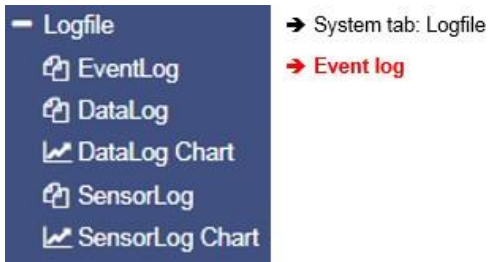 Logfile ➔ System tab: Logfile
EventLog ➔ Event log
DataLog
DataLog Chart
SensorLog
SensorLog Chart